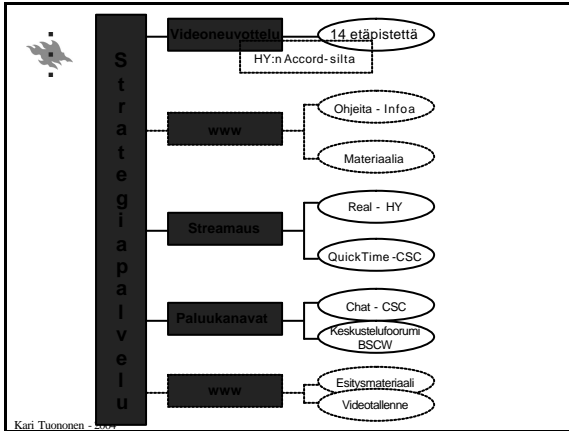 Strategiapalvelu
Videoneuvottelu
14 etäpistettä
HY:n Accord-silta
www
Ohjeita - Infoa
Materiaalia
Streamaus
Real - HY
QuickTime -CSC
Paluukanavat
Chat - CSC
Keskustelufoorumi
BSCW
www
Esitysmateriaali
Videotallenne
Kari Tuononen - 2004